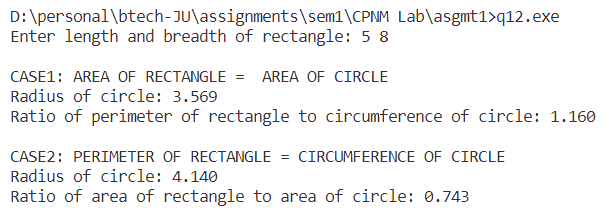 D:\personal\btech-JU\assignments\sem1\CPNM Lab\asgmt1>q12.exe
Enter length and breadth of rectangle: 5 8
CASE1: AREA OF RECTANGLE =  AREA OF CIRCLE
Radius of circle: 3.569
Ratio of perimeter of rectangle to circumference of circle: 1.160
CASE2: PERIMETER OF RECTANGLE = CIRCUMFERENCE OF CIRCLE
Radius of circle: 4.140
Ratio of area of rectangle to area of circle: 0.743